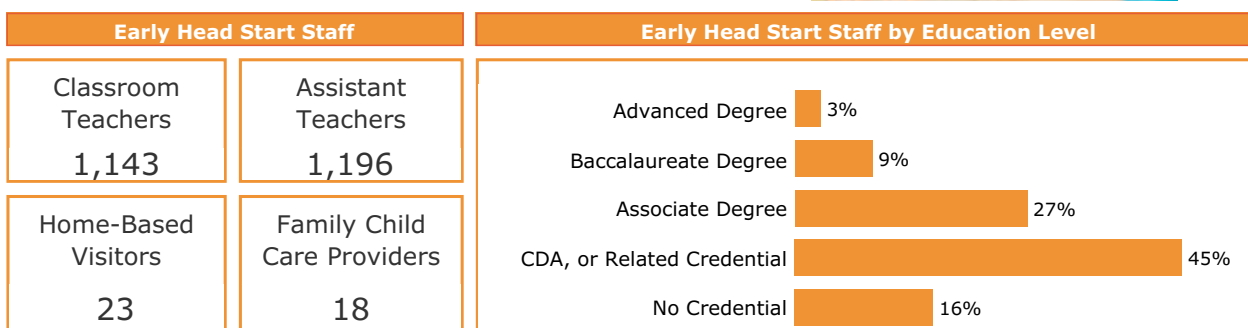 Early Head Start Staff
Classroom
Teachers
1,143
Assistant
Teachers
1,196
Home-Based
Visitors
23
Family Child
Care Providers
18
Early Head Start Staff by Education Level
Advanced Degree 3%
Baccalaureate Degree 9%
Associate Degree 27%
CDA, or Related Credential 45%
No Credential 16%